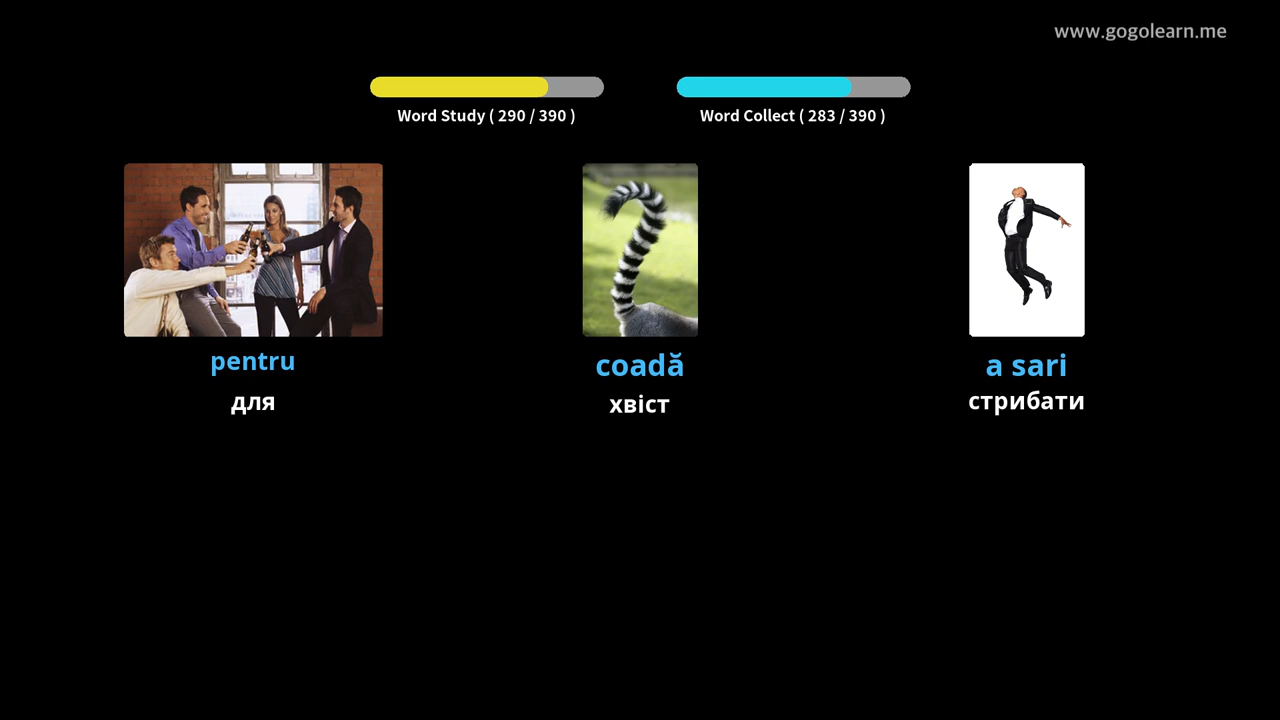 www.gogolearn.me
Word Study ( 290 / 390 )
Word Collect ( 283 / 390 )
pentru
coadă
a sari
для
хвіст
стрибати